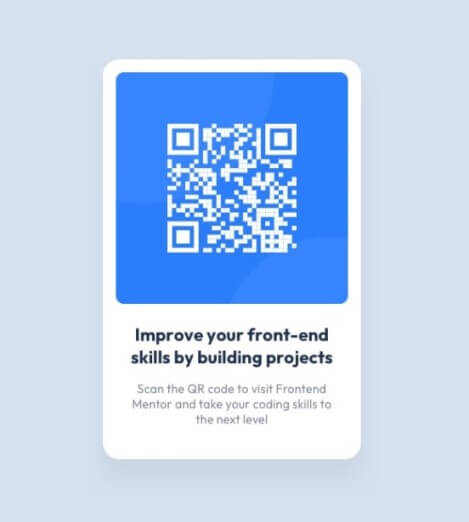 Improve your front-end
skills by building projects
Scan the QR code to visit Frontend
Mentor and take your coding skills to
the next level